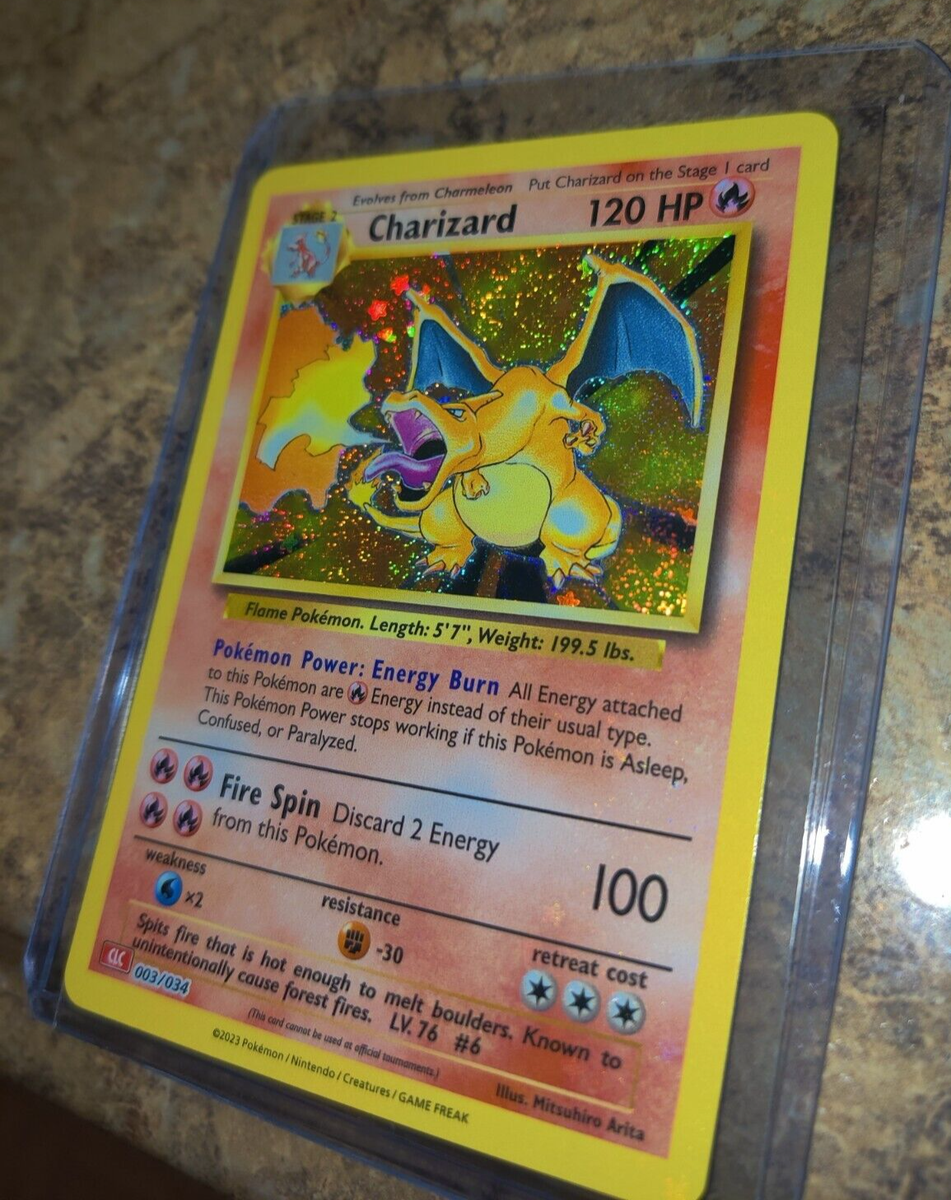 Evolves from Charmeleon Put Charizard on the Stage 1 card
STAGE 2
Charizard 120 HP
Flame Pokémon. Length: 5'7", Weight: 199.5 lbs.
Pokémon Power: Energy Burn All Energy attached
to this Pokémon are Energy instead of their usual type.
This Pokémon Power stops working if this Pokémon is Asleep,
Confused, or Paralyzed.
Fire Spin Discard 2 Energy
from this Pokémon.
100
weakness
×2
resistance
-30
retreat cost
Spits fire that is hot enough to melt boulders. Known to
unintentionally cause forest fires. LV. 76 #6
CLC
003/034
(This card cannot be used at official tournaments.)
Illus. Mitsuhiro Arita
©2023 Pokémon / Nintendo / Creatures / GAME FREAK